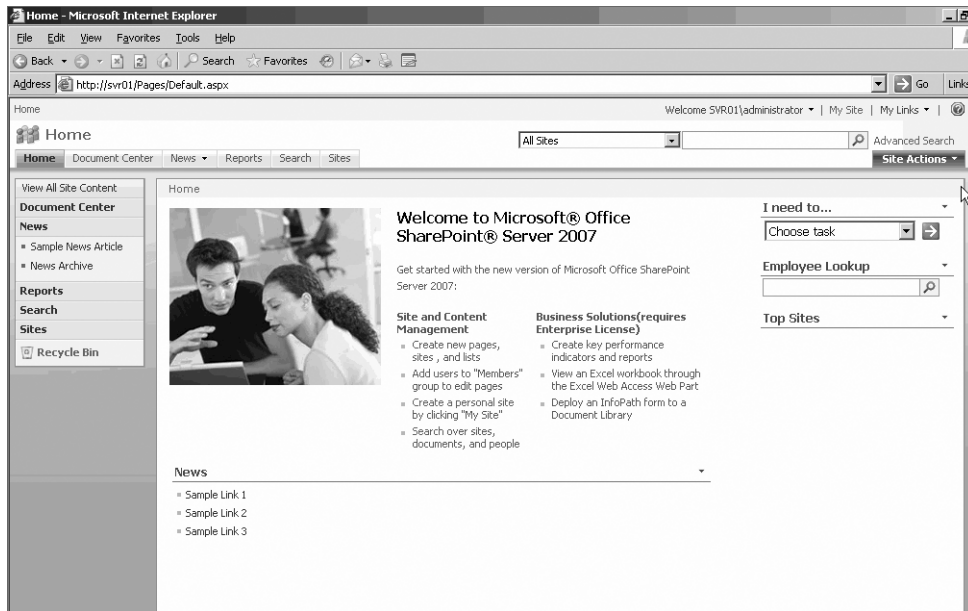 Home - Microsoft Internet Explorer
File Edit View Favorites Tools Help
Back Search Favorites
Address http://svr01/Pages/Default.aspx Go Links
Home Welcome SVR01\administrator | My Site | My Links |
Home All Sites Advanced Search
Home Document Center News Reports Search Sites Site Actions
View All Site Content
Document Center
News
Sample News Article
News Archive
Reports
Search
Sites
Recycle Bin
Home
Welcome to Microsoft® Office
SharePoint® Server 2007
Get started with the new version of Microsoft Office SharePoint
Server 2007:
Site and Content
Management
Create new pages,
sites , and lists
Add users to "Members"
group to edit pages
Create a personal site
by clicking "My Site"
Search over sites,
documents, and people
Business Solutions(requires
Enterprise License)
Create key performance
indicators and reports
View an Excel workbook through
the Excel Web Access Web Part
Deploy an InfoPath form to a
Document Library
News
Sample Link 1
Sample Link 2
Sample Link 3
I need to...
Choose task
Employee Lookup
Top Sites